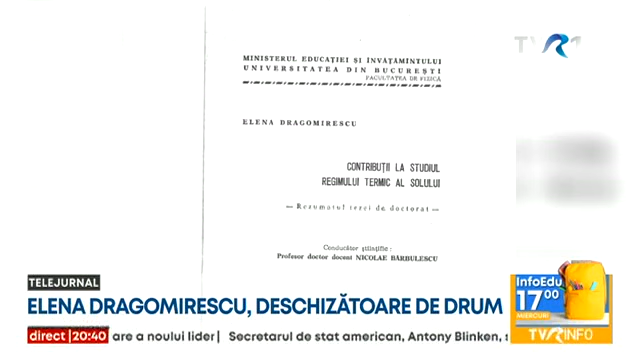 TVR1
MINISTERUL EDUCAȚIEI ȘI ÎNVĂȚĂMÎNTULUI
UNIVERSITATEA DIN BUCUREȘTI
FACULTATEA DE FIZICĂ
ELENA DRAGOMIRESCU
CONTRIBUȚII LA STUDIUL
REGIMULUI TERMIC AL SOLULUI
— Rezumatul tezei de doctorat —
Conducător științific:
Profesor doctor docent NICOLAE BĂRBULESCU
TELEJURNAL
ELENA DRAGOMIRESCU, DESCHIZĂTOARE DE DRUM
InfoEdu
17 00
MIERCURI
TVR INFO
direct | 20:40 are a noului lider | Secretarul de stat american, Antony Blinken, s